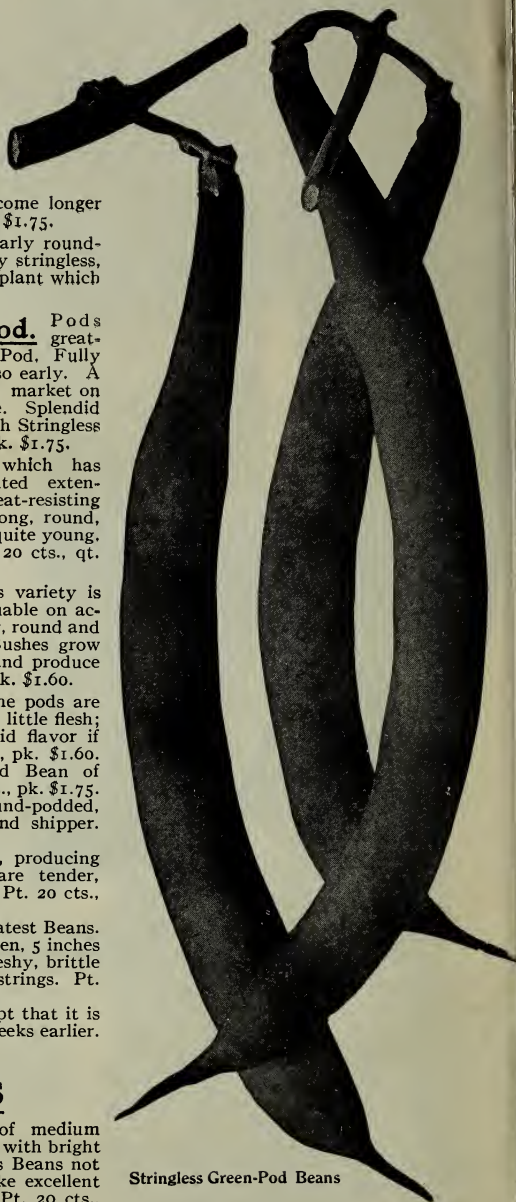 come longer
$1.75.
arly round-
y stringless,
plant which
od. Pods
great-
Pod. Fully
so early. A
market on
e. Splendid
h Stringless
k. $1.75.
which has
ted exten-
eat-resisting
ong, round,
quite young.
20 cts., qt.
s variety is
uable on ac-
, round and
Bushes grow
nd produce
k. $1.60.
he pods are
little flesh;
id flavor if
, pk. $1.60.
d Bean of
., pk. $1.75.
und-podded,
nd shipper.
, producing
are tender,
Pt. 20 cts.,
atest Beans.
en, 5 inches
eshy, brittle
strings. Pt.
pt that it is
eeks earlier.
S
of medium
with bright
s Beans not
ke excellent
Pt. 20 cts.
Stringless Green-Pod Beans